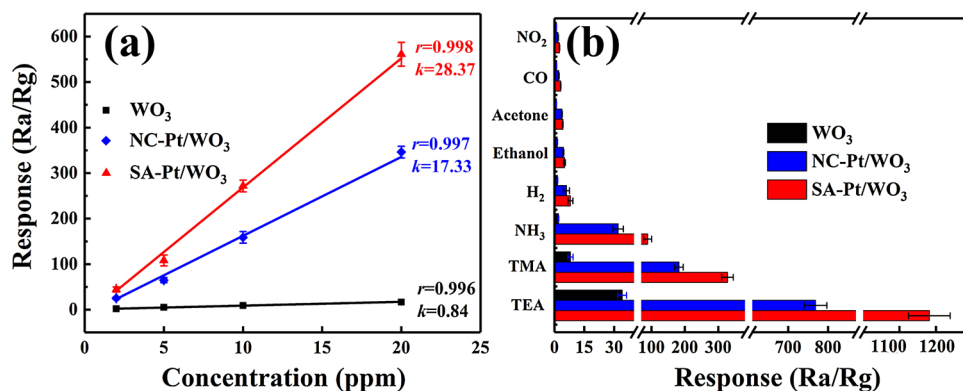 (a)
Response (Ra/Rg)
600
500
400
300
200
100
0
0 5 10 15 20 25
Concentration (ppm)
WO₃
NC-Pt/WO₃
SA-Pt/WO₃
r=0.998
k=28.37
r=0.997
k=17.33
r=0.996
k=0.84
(b)
NO₂
CO
Acetone
Ethanol
H₂
NH₃
TMA
TEA
WO₃
NC-Pt/WO₃
SA-Pt/WO₃
0 15 30 100 200 300 700 800 1100 1200
Response (Ra/Rg)